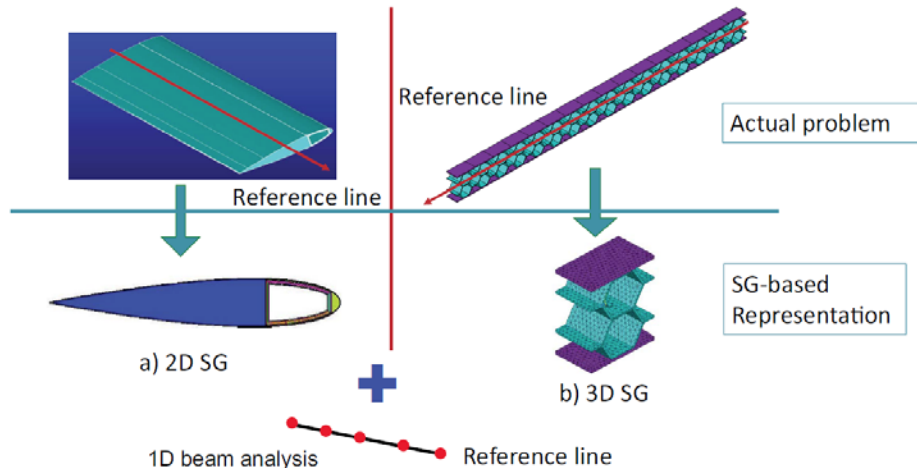 Reference line
Actual problem
Reference line
SG-based
Representation
a) 2D SG
b) 3D SG
1D beam analysis
Reference line